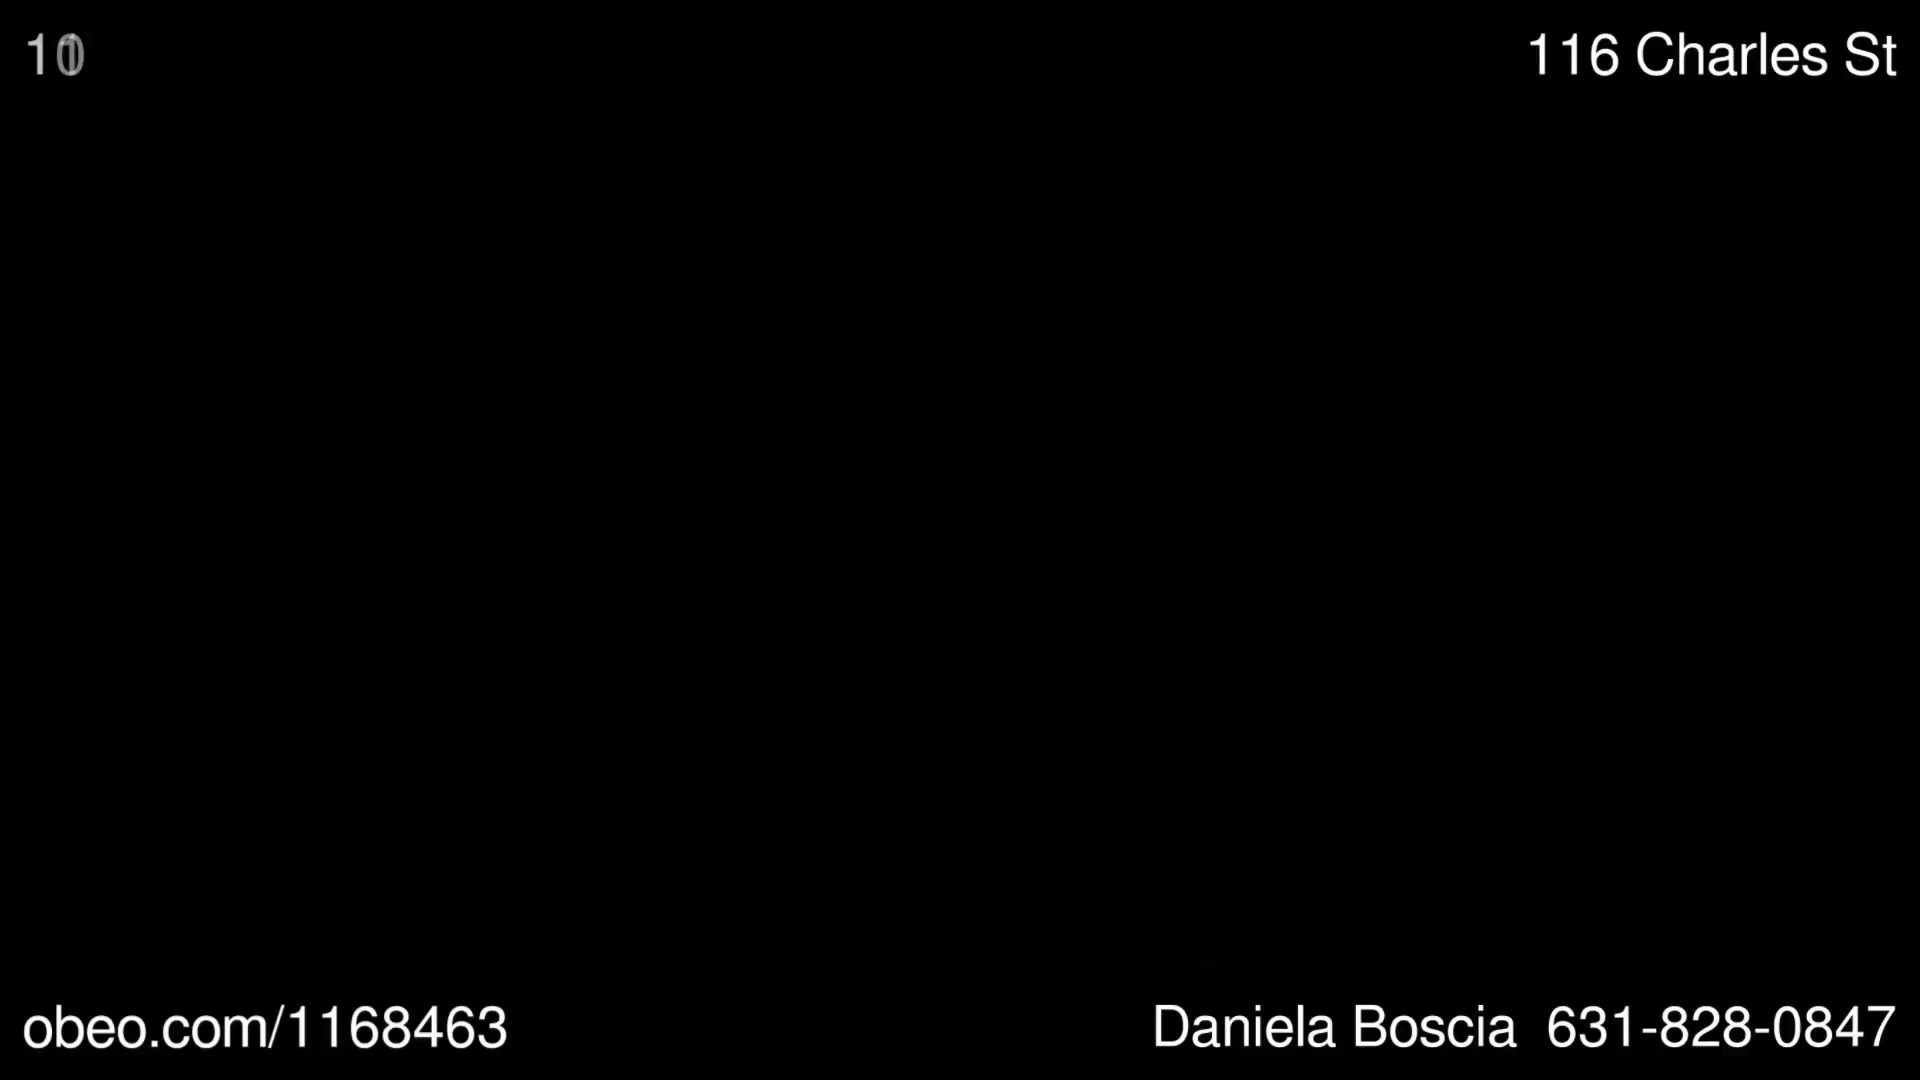 116 Charles St
obeo.com/1168463
Daniela Boscia 631-828-0847